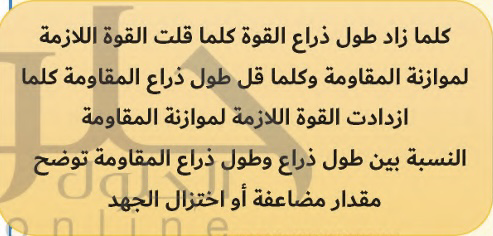 كلما زاد طول ذراع القوة كلما قلت القوة اللازمة
لموازنة المقاومة وكلما قل طول ذراع المقاومة كلما
ازدادت القوة اللازمة لموازنة المقاومة
النسبة بين طول ذراع وطول ذراع المقاومة توضح
مقدار مضاعفة أو اختزال الجهد
online